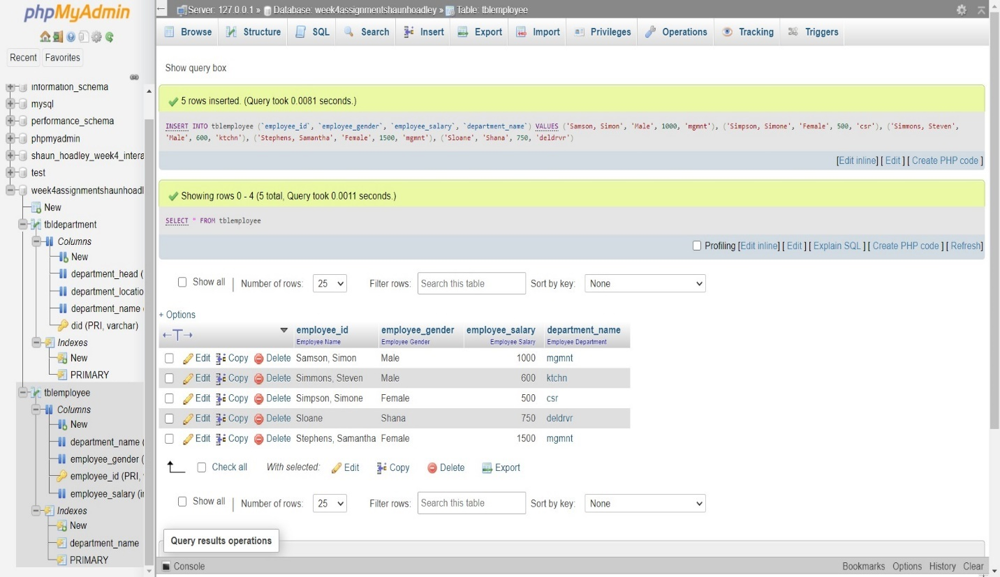 phpMyAdmin
Recent Favorites
information_schema
mysql
performance_schema
phpmyadmin
shaun_hoadley_week4_intera
test
week4assignmentshaunhoadl
New
tbldepartment
Columns
New
department_head (
department_locatio
department_name
did (PRI, varchar)
Indexes
New
PRIMARY
tblemployee
Columns
New
department_name (
employee_gender (
employee_id (PRI,
employee_salary (in
Indexes
New
department_name
PRIMARY
Server: 127.0.0.1 » Database: week4assignmentshaunhoadley » Table: tblemployee
Browse Structure SQL Search Insert Export Import Privileges Operations Tracking Triggers
Show query box
5 rows inserted. (Query took 0.0081 seconds.)
INSERT INTO tblemployee (`employee_id`, `employee_gender`, `employee_salary`, `department_name`) VALUES ('Samson, Simon', 'Male', 1000, 'mgmnt'), ('Simpson, Simone', 'Female', 500, 'csr'), ('Simmons, Steven',
'Male', 600, 'ktchn'), ('Stephens, Samantha', 'Female', 1500, 'mgmnt'), ('Sloane', 'Shana', 750, 'deldrvr')
[Edit inline] [ Edit ] [ Create PHP code ]
Showing rows 0 - 4 (5 total, Query took 0.0011 seconds.)
SELECT * FROM tblemployee
Profiling [Edit inline] [ Edit ] [ Explain SQL ] [ Create PHP code ] [ Refresh]
Show all | Number of rows: 25 Filter rows: Search this table Sort by key: None
+ Options
←T→ employee_id employee_gender employee_salary department_name
Employee Name Employee Gender Employee Salary Employee Department
Edit Copy Delete Samson, Simon Male 1000 mgmnt
Edit Copy Delete Simmons, Steven Male 600 ktchn
Edit Copy Delete Simpson, Simone Female 500 csr
Edit Copy Delete Sloane Shana 750 deldrvr
Edit Copy Delete Stephens, Samantha Female 1500 mgmnt
Check all With selected: Edit Copy Delete Export
Show all | Number of rows: 25 Filter rows: Search this table Sort by key: None
Query results operations
Console Bookmarks Options History Clear